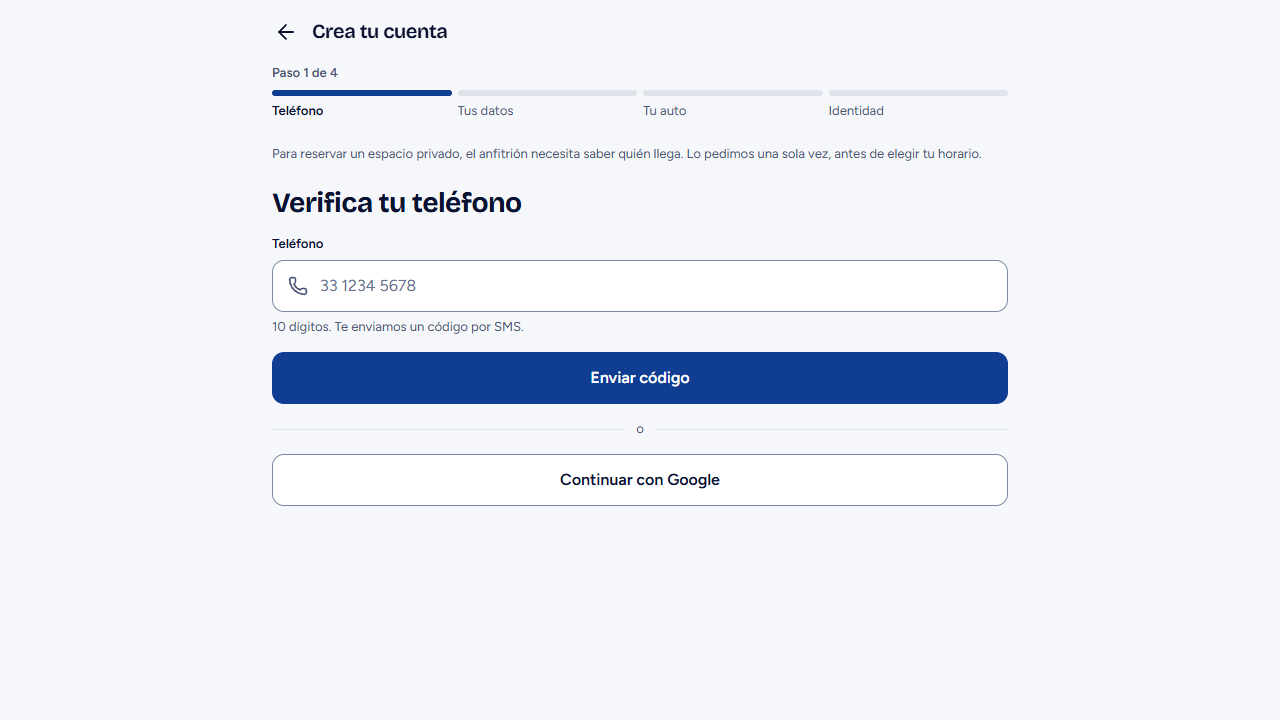 Crea tu cuenta
Paso 1 de 4
Teléfono
Tus datos
Tu auto
Identidad
Para reservar un espacio privado, el anfitrión necesita saber quién llega. Lo pedimos una sola vez, antes de elegir tu horario.
Verifica tu teléfono
Teléfono
33 1234 5678
10 dígitos. Te enviamos un código por SMS.
Enviar código
o
Continuar con Google